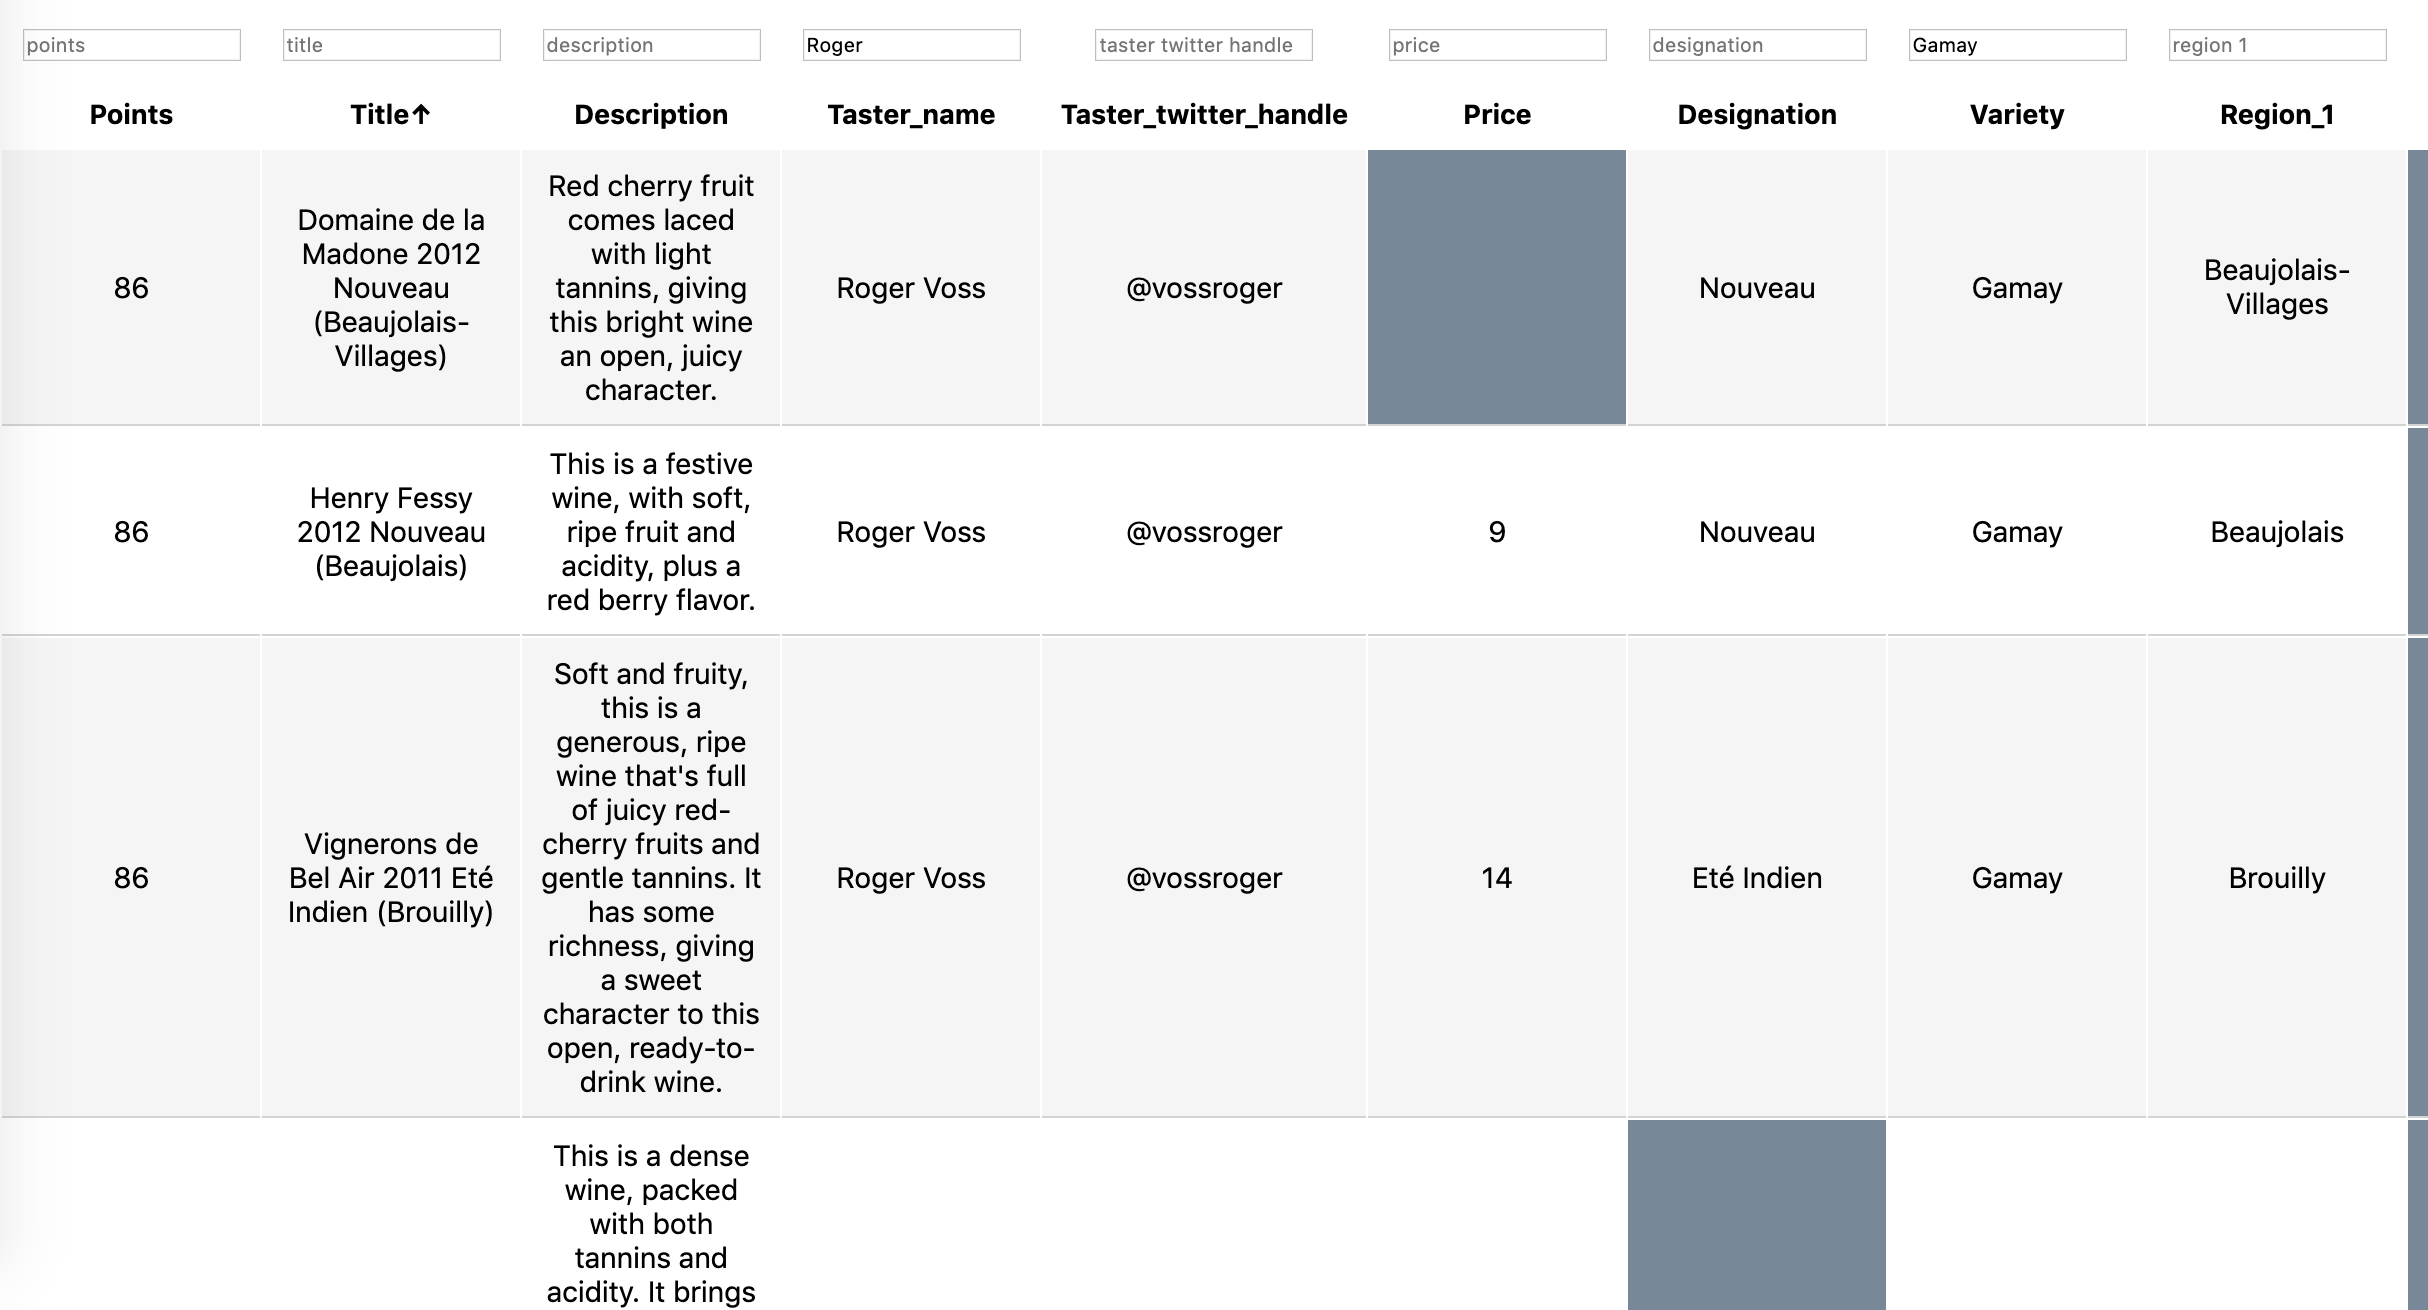 points title description Roger taster twitter handle price designation Gamay region 1
Points Title↑ Description Taster_name Taster_twitter_handle Price Designation Variety Region_1
86
Domaine de la
Madone 2012
Nouveau
(Beaujolais-
Villages)
Red cherry fruit
comes laced
with light
tannins, giving
this bright wine
an open, juicy
character.
Roger Voss
@vossroger
Nouveau
Gamay
Beaujolais-
Villages
86
Henry Fessy
2012 Nouveau
(Beaujolais)
This is a festive
wine, with soft,
ripe fruit and
acidity, plus a
red berry flavor.
Roger Voss
@vossroger
9
Nouveau
Gamay
Beaujolais
86
Vignerons de
Bel Air 2011 Eté
Indien (Brouilly)
Soft and fruity,
this is a
generous, ripe
wine that's full
of juicy red-
cherry fruits and
gentle tannins. It
has some
richness, giving
a sweet
character to this
open, ready-to-
drink wine.
Roger Voss
@vossroger
14
Eté Indien
Gamay
Brouilly
This is a dense
wine, packed
with both
tannins and
acidity. It brings